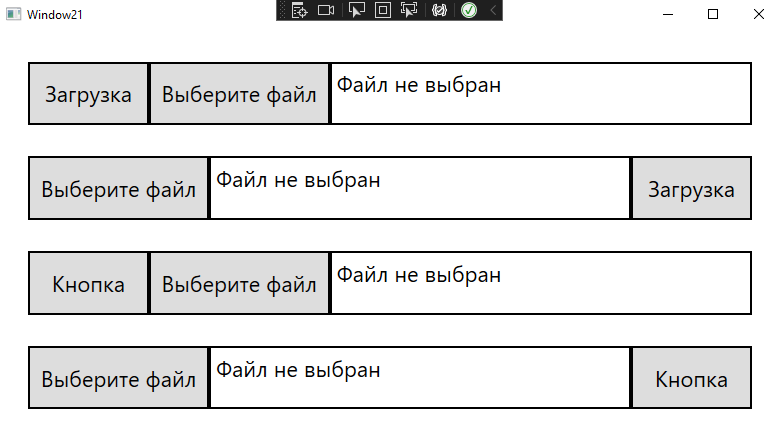 Window21
Загрузка Выберите файл Файл не выбран
Выберите файл Файл не выбран Загрузка
Кнопка Выберите файл Файл не выбран
Выберите файл Файл не выбран Кнопка